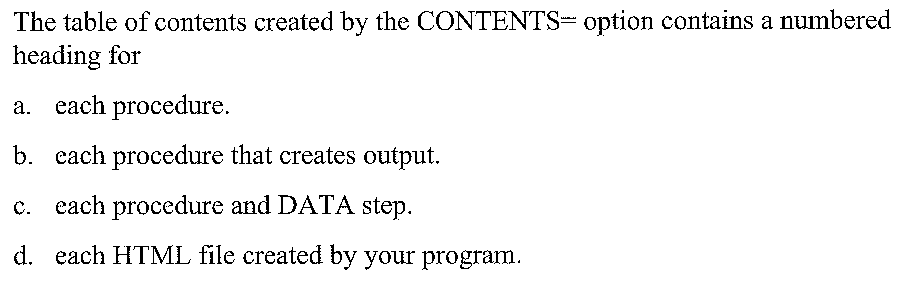 The table of contents created by the CONTENTS= option contains a numbered
heading for
a. each procedure.
b. each procedure that creates output.
c. each procedure and DATA step.
d. each HTML file created by your program.